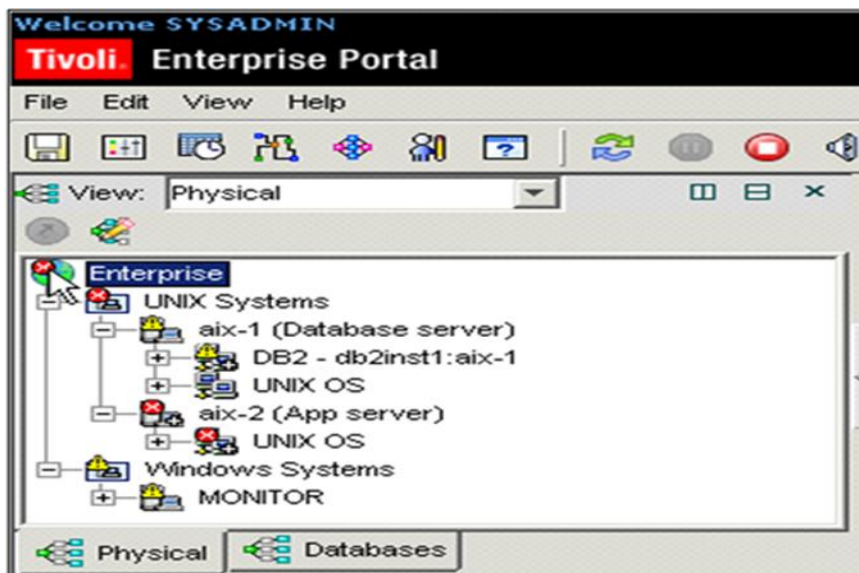 Welcome SYSADMIN
Tivoli. Enterprise Portal
File Edit View Help
View: Physical
Enterprise
UNIX Systems
aix-1 (Database server)
DB2 - db2inst1:aix-1
UNIX OS
aix-2 (App server)
UNIX OS
Windows Systems
MONITOR
Physical Databases